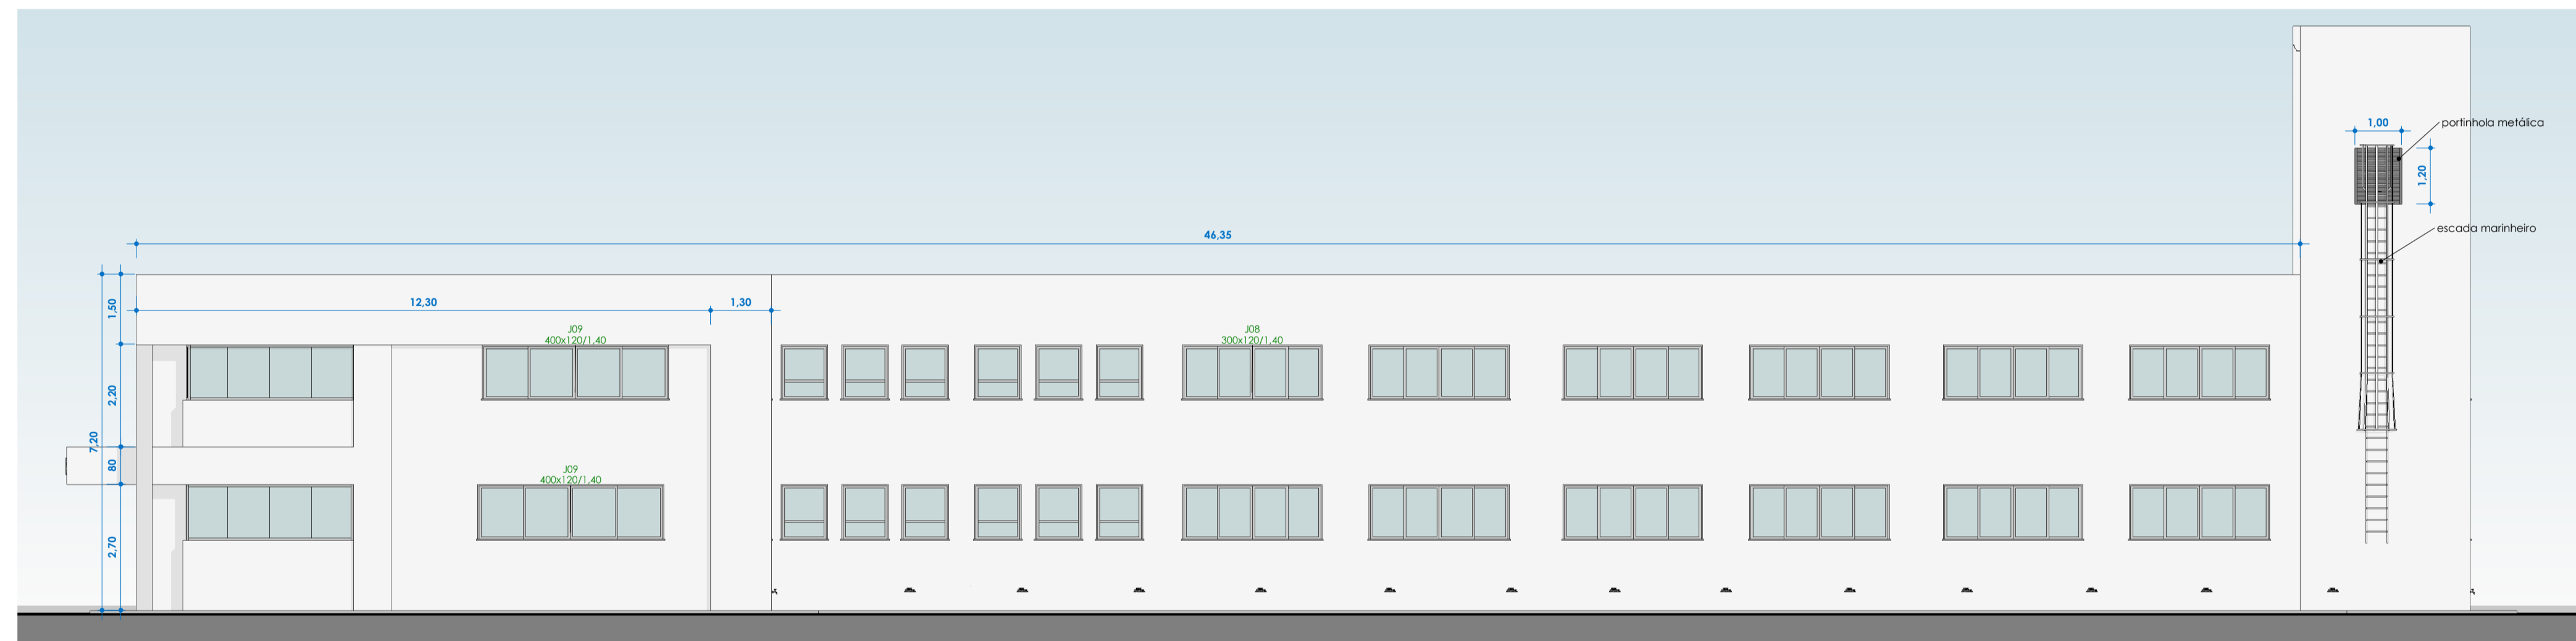 1,00
portinhola metálica
1,20
escada marinheiro
46,35
1,50
12,30
1,30
J09
400x120/1,40
J08
300x120/1,40
2,20
7,20
80
J09
400x120/1,40
2,70